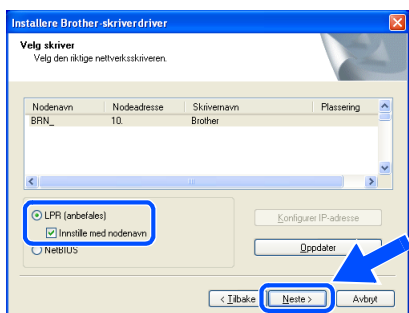 Installere Brother-skriverdriver
Velg skriver
Velg den riktige nettverksskriveren.
Nodenavn Nodeadresse Skrivernavn Plassering
BRN_ 10. Brother
LPR (anbefales)
Innstille med nodenavn
NetBIOS
Konfigurer IP-adresse
Oppdater
< Tilbake Neste > Avbryt